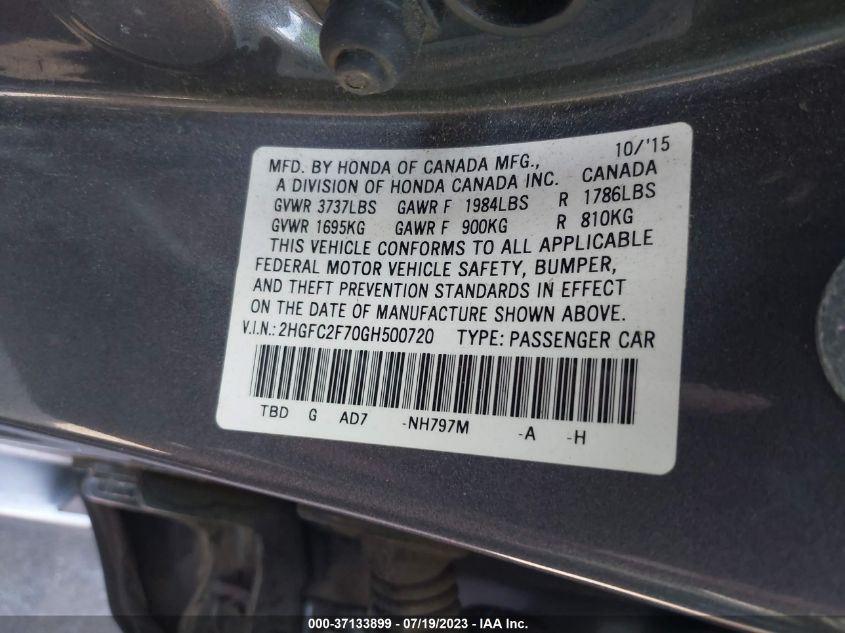 10/'15
MFD. BY HONDA OF CANADA MFG., CANADA
A DIVISION OF HONDA CANADA INC.
GVWR 3737LBS GAWR F 1984LBS R 1786LBS
GVWR 1695KG GAWR F 900KG R 810KG
THIS VEHICLE CONFORMS TO ALL APPLICABLE
FEDERAL MOTOR VEHICLE SAFETY, BUMPER,
AND THEFT PREVENTION STANDARDS IN EFFECT
ON THE DATE OF MANUFACTURE SHOWN ABOVE.
V.I.N.: 2HGFC2F70GH500720 TYPE: PASSENGER CAR
TBD G AD7 -NH797M -A -H
000-37133899 - 07/19/2023 - IAA Inc.